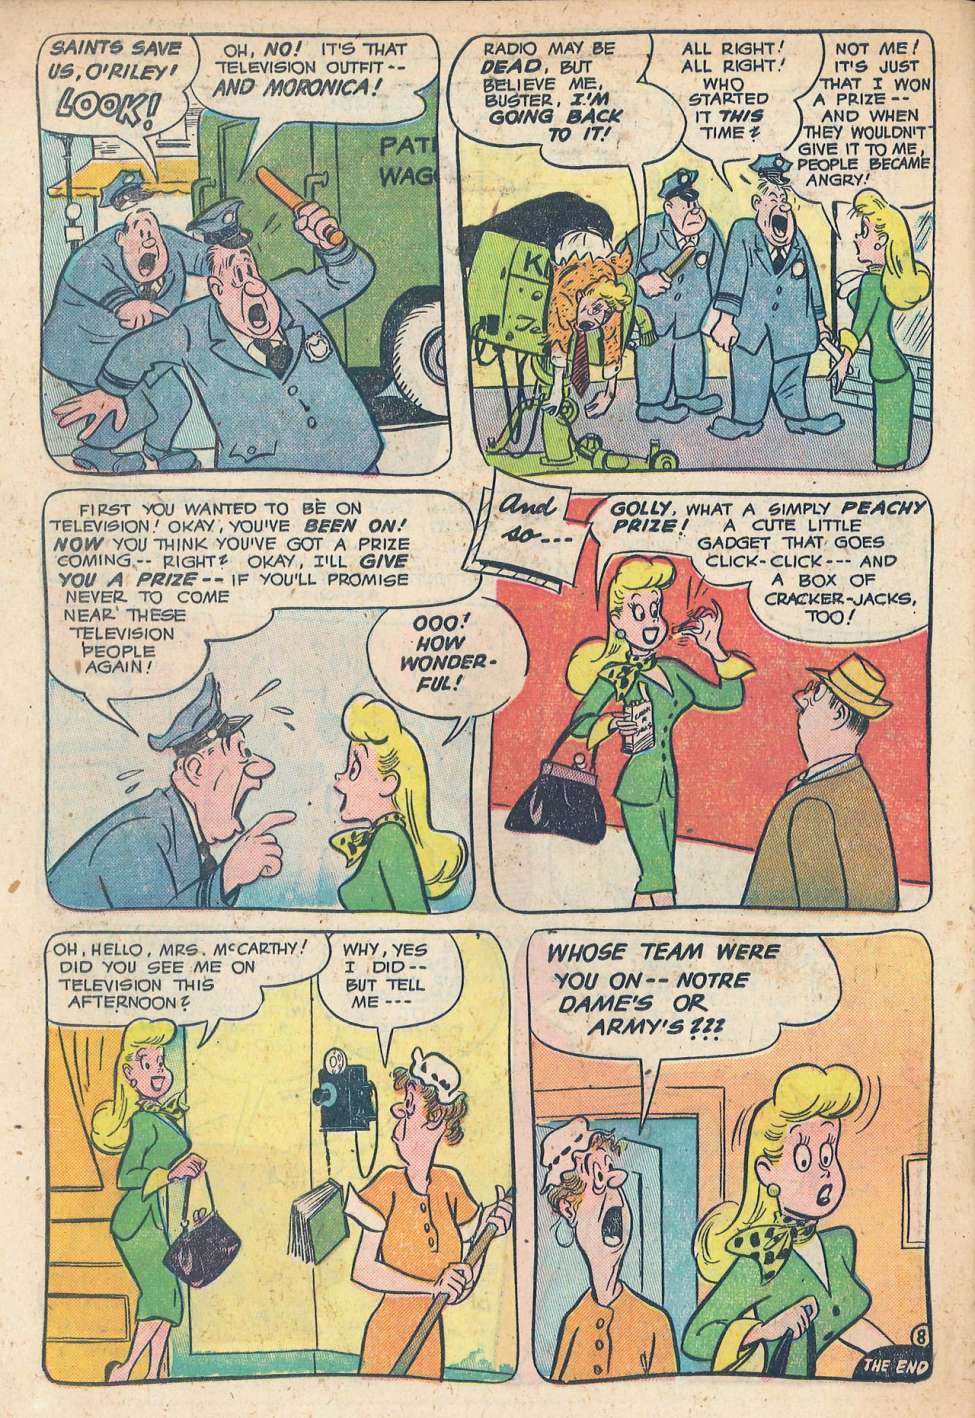 SAINTS SAVE
US, O'RILEY!
LOOK!
OH, NO! IT'S THAT
TELEVISION OUTFIT--
AND MORONICA!
PAT
WAG
RADIO MAY BE
DEAD, BUT
BELIEVE ME,
BUSTER, I'M
GOING BACK
TO IT!
ALL RIGHT!
ALL RIGHT!
WHO
STARTED
IT THIS
TIME?
NOT ME!
IT'S JUST
THAT I WON
A PRIZE--
AND WHEN
THEY WOULDN'T
GIVE IT TO ME,
PEOPLE BECAME
ANGRY!
K
FIRST YOU WANTED TO BE ON
TELEVISION! OKAY, YOU'VE BEEN ON!
NOW YOU THINK YOU'VE GOT A PRIZE
COMING-- RIGHT? OKAY, I'LL GIVE
YOU A PRIZE-- IF YOU'LL PROMISE
NEVER TO COME
NEAR THESE
TELEVISION
PEOPLE
AGAIN!
OOO!
HOW
WONDER-
FUL!
And
so...
GOLLY, WHAT A SIMPLY PEACHY
PRIZE! A CUTE LITTLE
GADGET THAT GOES
CLICK-CLICK--- AND
A BOX OF
CRACKER-JACKS,
TOO!
OH, HELLO, MRS. McCARTHY!
DID YOU SEE ME ON
TELEVISION THIS
AFTERNOON?
WHY, YES
I DID--
BUT TELL
ME---
WHOSE TEAM WERE
YOU ON-- NOTRE
DAME'S OR
ARMY'S???
8
THE END